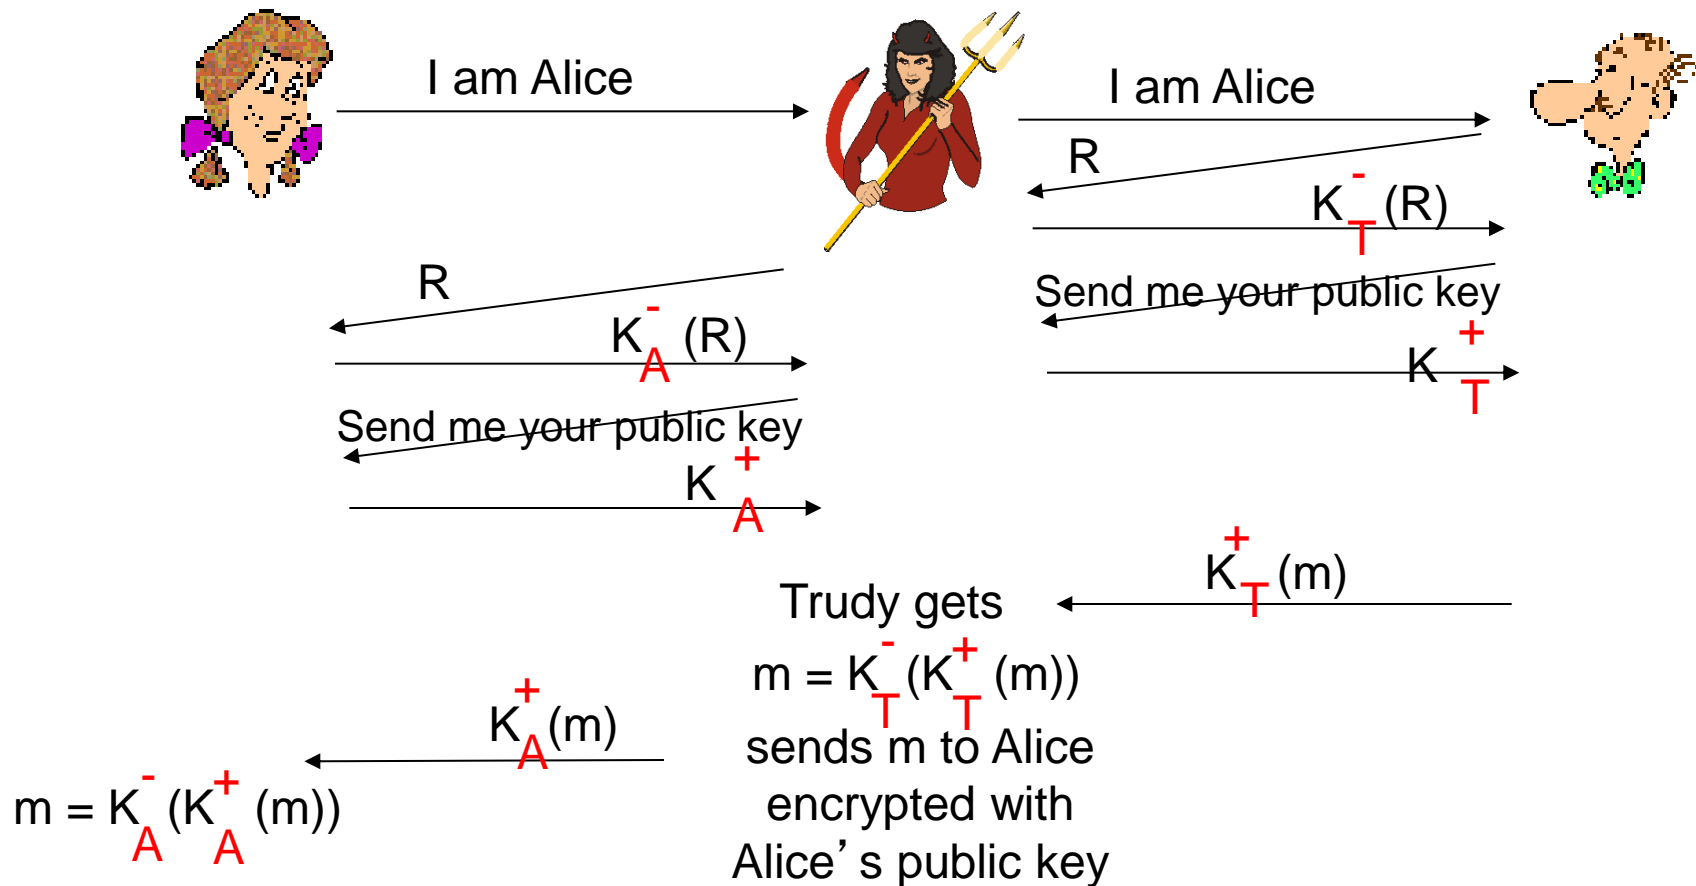 I am Alice
I am Alice
R
K-T(R)
R
Send me your public key
K-A(R)
K+T
Send me your public key
K+A
K+T(m)
Trudy gets
m = K-T(K+T(m))
K+A(m)
sends m to Alice
m = K-A(K+A(m))
encrypted with
Alice's public key